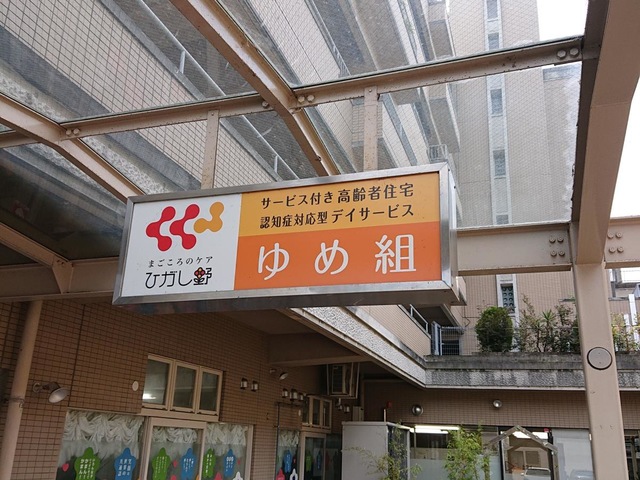 サービス付き高齢者住宅
認知症対応型デイサービス
ゆめ組
まごころのケア
ひがし野